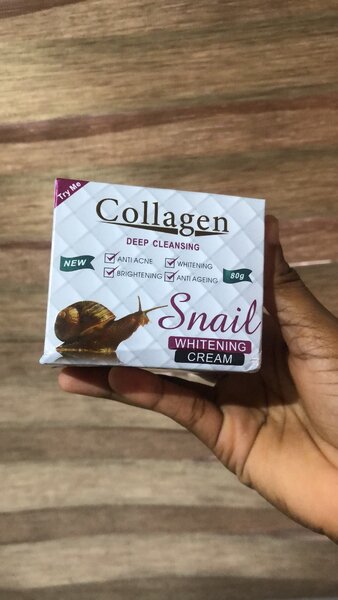 Try Me
Collagen
DEEP CLEANSING
NEW
ANTI ACNE
WHITENING
BRIGHTENING
ANTI AGEING
80g
Snail
WHITENING
CREAM